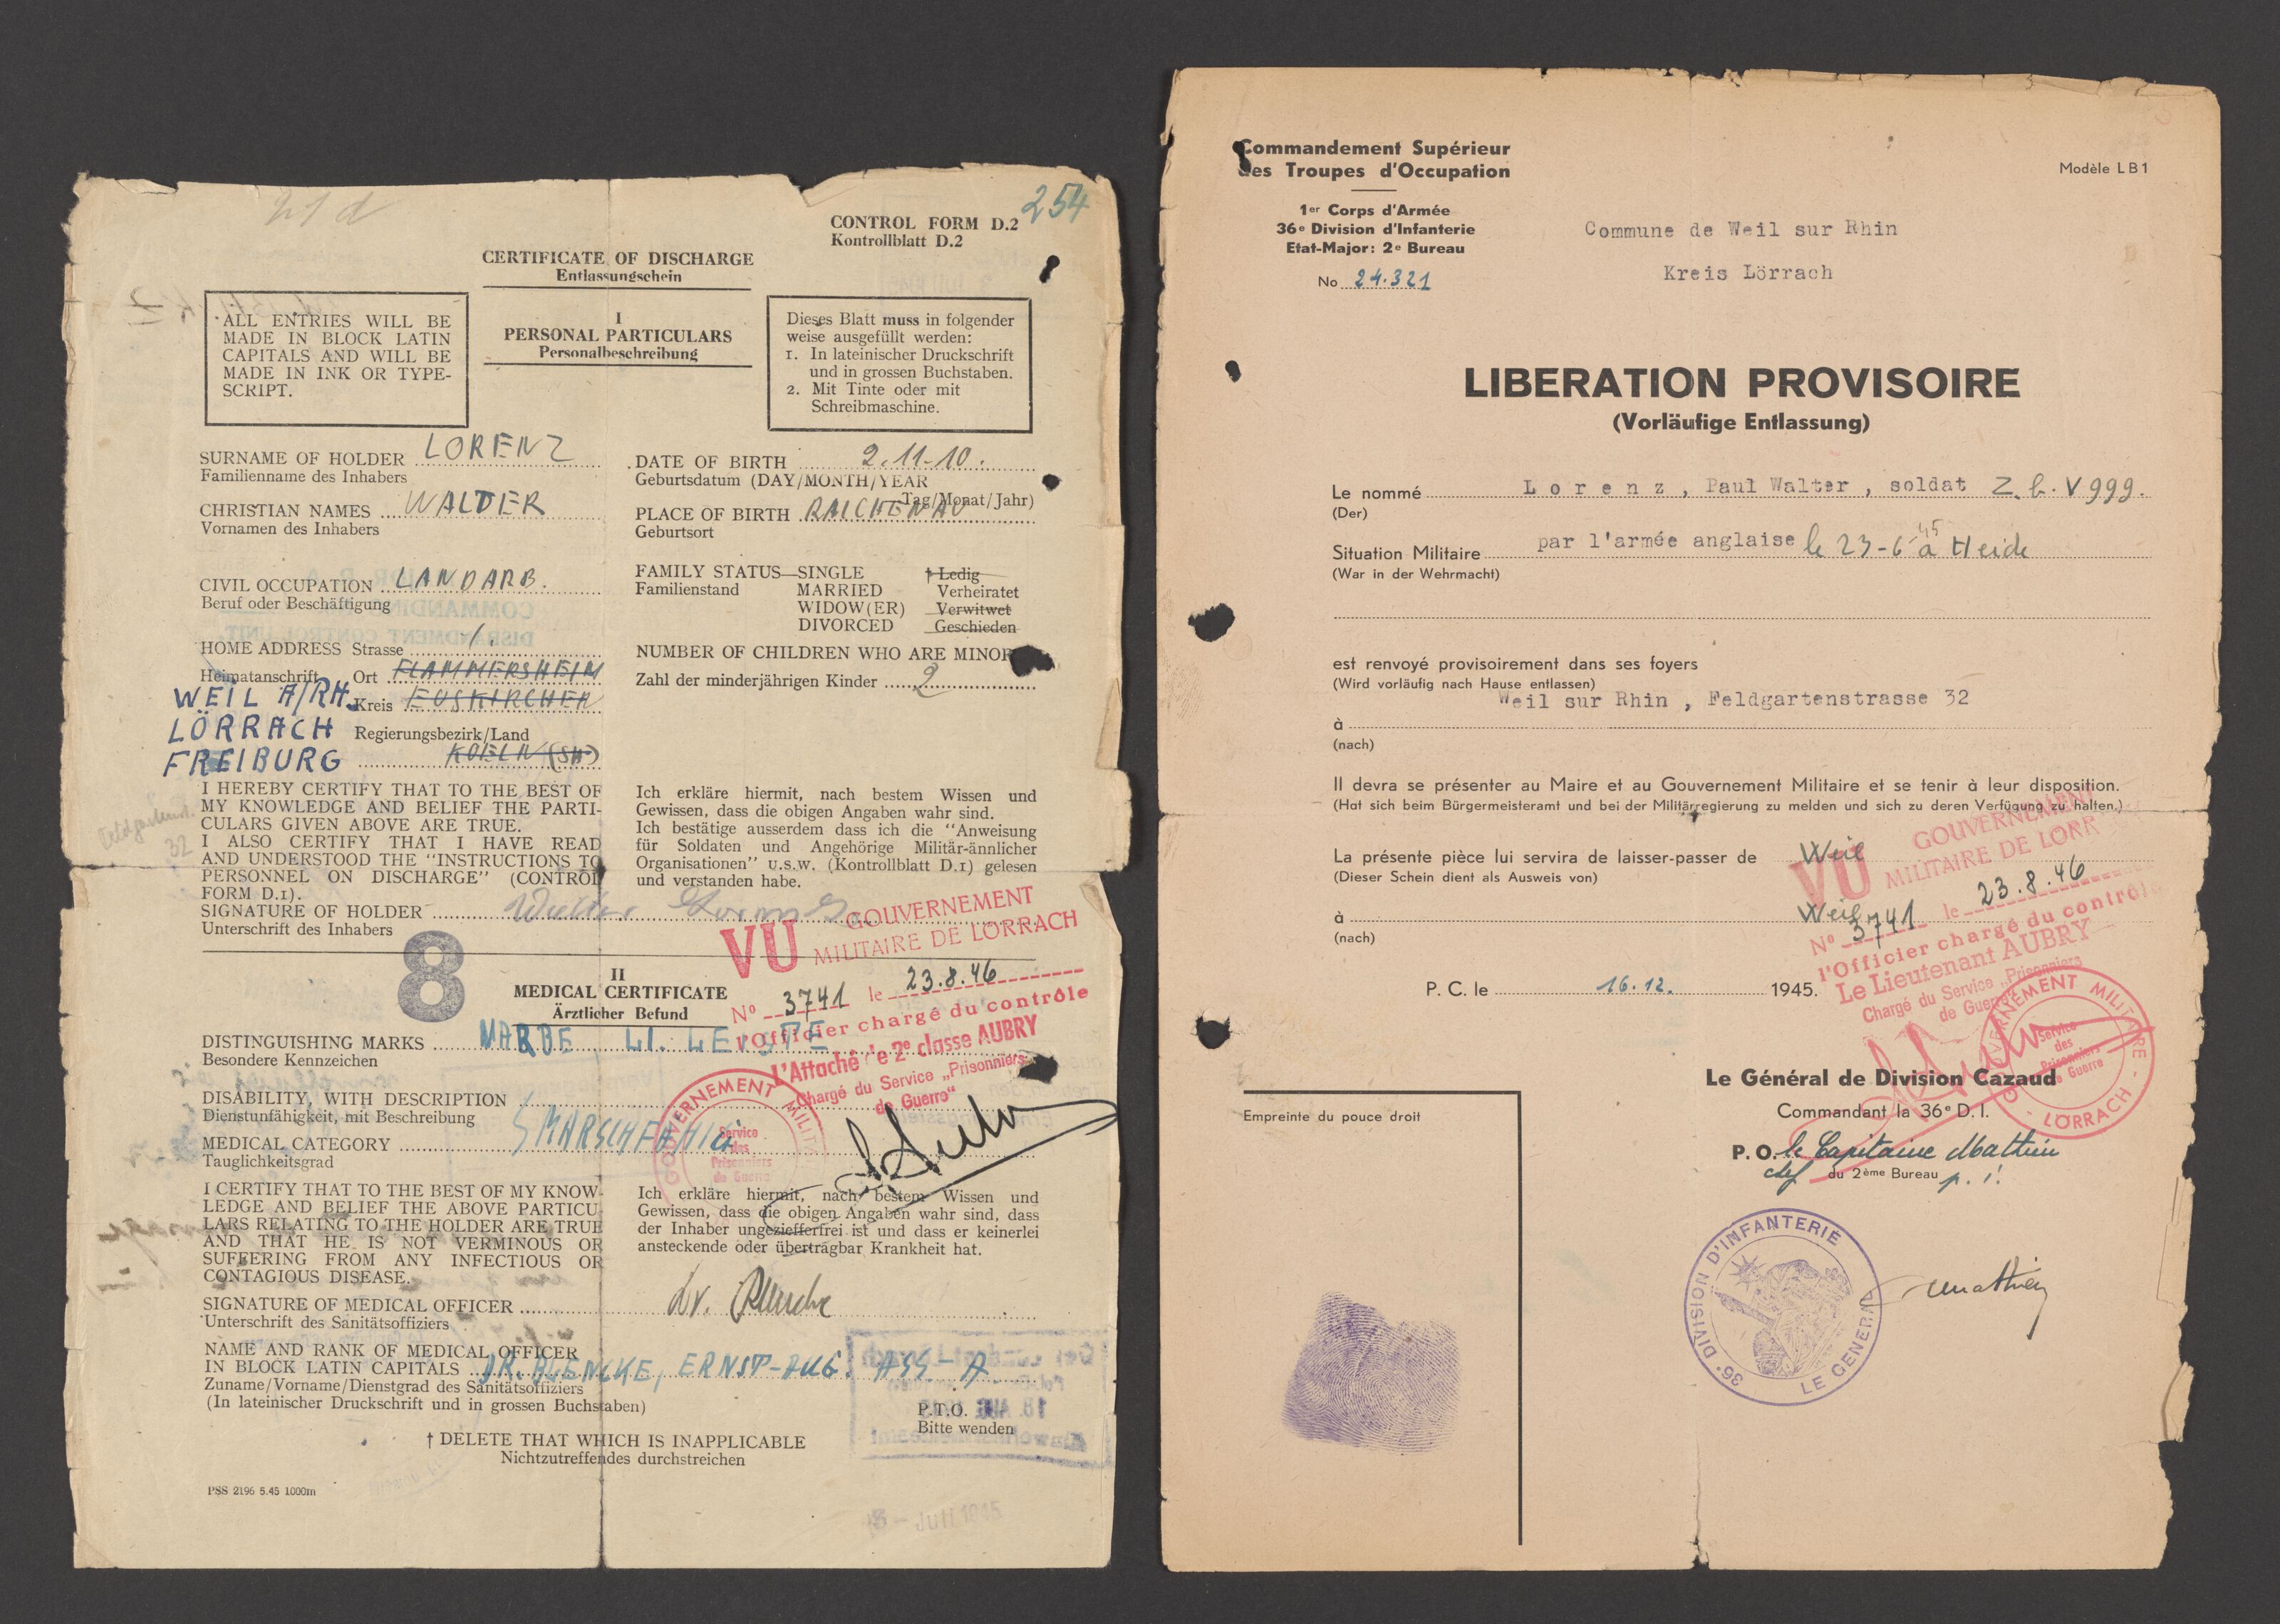 21 d
254
CONTROL FORM D.2
Kontrollblatt D.2
CERTIFICATE OF DISCHARGE
Entlassungschein
ALL ENTRIES WILL BE
MADE IN BLOCK LATIN
CAPITALS AND WILL BE
MADE IN INK OR TYPE-
SCRIPT.
I
PERSONAL PARTICULARS
Personalbeschreibung
Dieses Blatt muss in folgender
weise ausgefüllt werden:
1. In lateinischer Druckschrift
und in grossen Buchstaben.
2. Mit Tinte oder mit
Schreibmaschine.
SURNAME OF HOLDER LORENZ
Familienname des Inhabers
DATE OF BIRTH 2.11-10.
Geburtsdatum (DAY/MONTH/YEAR
Tag/Monat/Jahr)
CHRISTIAN NAMES WALDER
Vornamen des Inhabers
PLACE OF BIRTH RAICHENAU
Geburtsort
CIVIL OCCUPATION LANDARB.
Beruf oder Beschäftigung
FAMILY STATUS—SINGLE † Ledig
Familienstand MARRIED Verheiratet
WIDOW(ER) Verwitwet
DIVORCED Geschieden
HOME ADDRESS Strasse /.
Heimatanschrift Ort FLAMMERSHEIM
WEIL A/RH. Kreis EUSKIRCHEN
LÖRRACH Regierungsbezirk/Land
FREIBURG KOELN (SH)
NUMBER OF CHILDREN WHO ARE MINOR
Zahl der minderjährigen Kinder 2
I HEREBY CERTIFY THAT TO THE BEST OF
MY KNOWLEDGE AND BELIEF THE PARTI-
CULARS GIVEN ABOVE ARE TRUE.
I ALSO CERTIFY THAT I HAVE READ
AND UNDERSTOOD THE "INSTRUCTIONS TO
PERSONNEL ON DISCHARGE" (CONTROL
FORM D.1).
32
Ich erkläre hiermit, nach bestem Wissen und
Gewissen, dass die obigen Angaben wahr sind.
Ich bestätige ausserdem dass ich die "Anweisung
für Soldaten und Angehörige Militär-ännlicher
Organisationen" u.s.w. (Kontrollblatt D.1) gelesen
und verstanden habe.
SIGNATURE OF HOLDER Walter Lorenz
Unterschrift des Inhabers
8
VU GOUVERNEMENT
MILITAIRE DE LÖRRACH
No 3741 le 23.8.46
l'Officier chargé du contrôle
L'Attaché de 2e classe AUBRY
Chargé du Service „Prisonniers
de Guerre"
II
MEDICAL CERTIFICATE
Ärztlicher Befund
DISTINGUISHING MARKS NARBE LI. LEISTE
Besondere Kennzeichen
DISABILITY, WITH DESCRIPTION
Dienstunfähigkeit, mit Beschreibung
MEDICAL CATEGORY MARSCHFÄHIG
Tauglichkeitsgrad
GOUVERNEMENT MILIT
Service
des
Prisonniers
de Guerre
I CERTIFY THAT TO THE BEST OF MY KNOW-
LEDGE AND BELIEF THE ABOVE PARTICU-
LARS RELATING TO THE HOLDER ARE TRUE
AND THAT HE IS NOT VERMINOUS OR
SUFFERING FROM ANY INFECTIOUS OR
CONTAGIOUS DISEASE.
Ich erkläre hiermit, nach bestem Wissen und
Gewissen, dass die obigen Angaben wahr sind, dass
der Inhaber ungeziefferfrei ist und dass er keinerlei
ansteckende oder übertragbar Krankheit hat.
SIGNATURE OF MEDICAL OFFICER Dr.
Unterschrift des Sanitätsoffiziers
NAME AND RANK OF MEDICAL OFFICER
IN BLOCK LATIN CAPITALS DR. BLENCKE, ERNST-AUG. ASS-A
Zuname/Vorname/Dienstgrad des Sanitätsoffiziers
(In lateinischer Druckschrift und in grossen Buchstaben)
P.T.O.
Bitte wenden
† DELETE THAT WHICH IS INAPPLICABLE
Nichtzutreffendes durchstreichen
PSS 2196 5.45 1000m
Juli 1945
Commandement Supérieur
des Troupes d'Occupation
Modèle LB1
1er Corps d'Armée
36e Division d'Infanterie
Etat-Major: 2e Bureau
No 24.321
Commune de Weil sur Rhin
Kreis Lörrach
LIBERATION PROVISOIRE
(Vorläufige Entlassung)
Le nommé Lorenz, Paul Walter, soldat Z.b.V 999.
(Der)
Situation Militaire par l'armée anglaise le 23-6-45 à Heide
(War in der Wehrmacht)
est renvoyé provisoirement dans ses foyers
(Wird vorläufig nach Hause entlassen)
Weil sur Rhin, Feldgartenstrasse 32
à
(nach)
Il devra se présenter au Maire et au Gouvernement Militaire et se tenir à leur disposition.
(Hat sich beim Bürgermeisteramt und bei der Militärregierung zu melden und sich zu deren Verfügung zu halten.)
La présente pièce lui servira de laisser-passer de Weil
(Dieser Schein dient als Ausweis von)
à Weil
(nach)
VU GOUVERNEMENT
MILITAIRE DE LORR
No 3741 le 23.8.46
l'Officier chargé du contrôle
Le Lieutenant AUBRY
Chargé du Service „Prisonniers
de Guerre"
P. C. le 16.12. 1945.
GOUVERNEMENT MILITAIRE - LÖRRACH -
Service
des
Prisonniers
de Guerre
Le Général de Division Cazaud
Commandant la 36e D. I.
P. O. le Capitaine Mathieu
chef du 2ème Bureau p. i.
Empreinte du pouce droit
36e DIVISION D'INFANTERIE
LE GENERAL
Mathieu